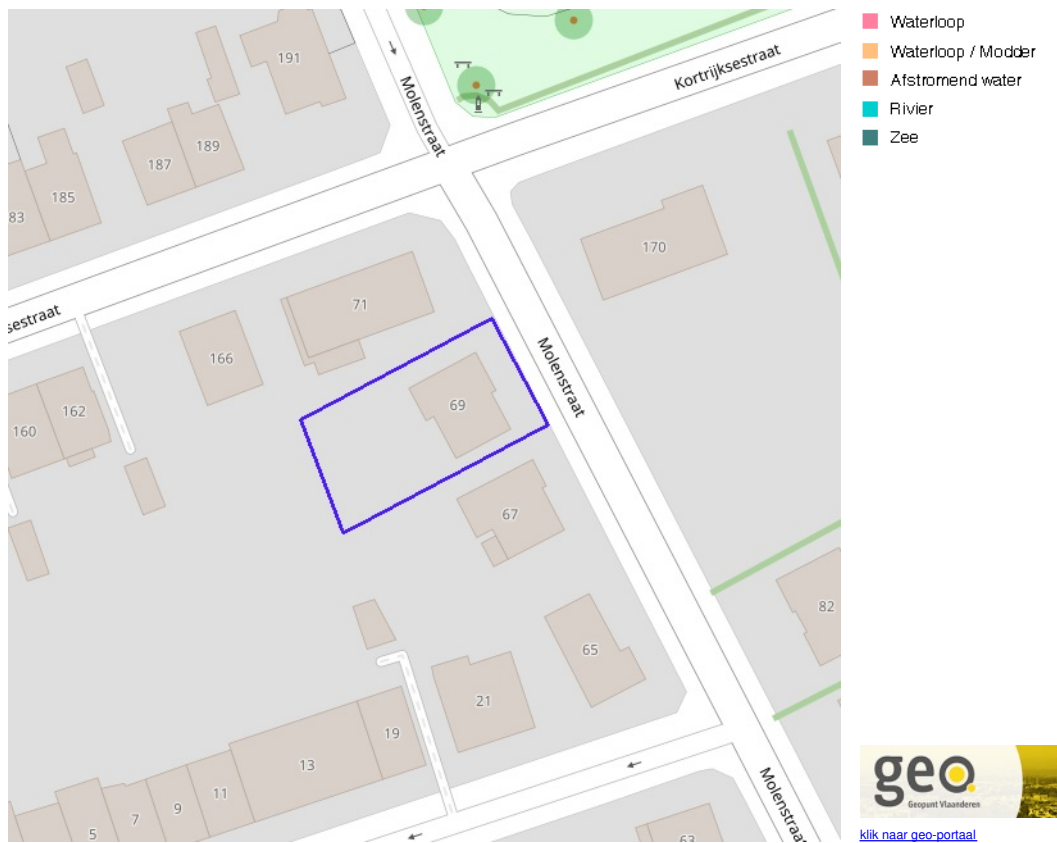 Waterloop
Waterloop / Modder
Afstromend water
Rivier
Zee
191
Molenstraat
Kortrijksestraat
189
187
185
83
170
71
sestraat
166
Molenstraat
69
162
160
67
82
65
21
19
13
11
9
7
5
Molenstraat
63
geo
Geopunt Vlaanderen
klik naar geo-portaal